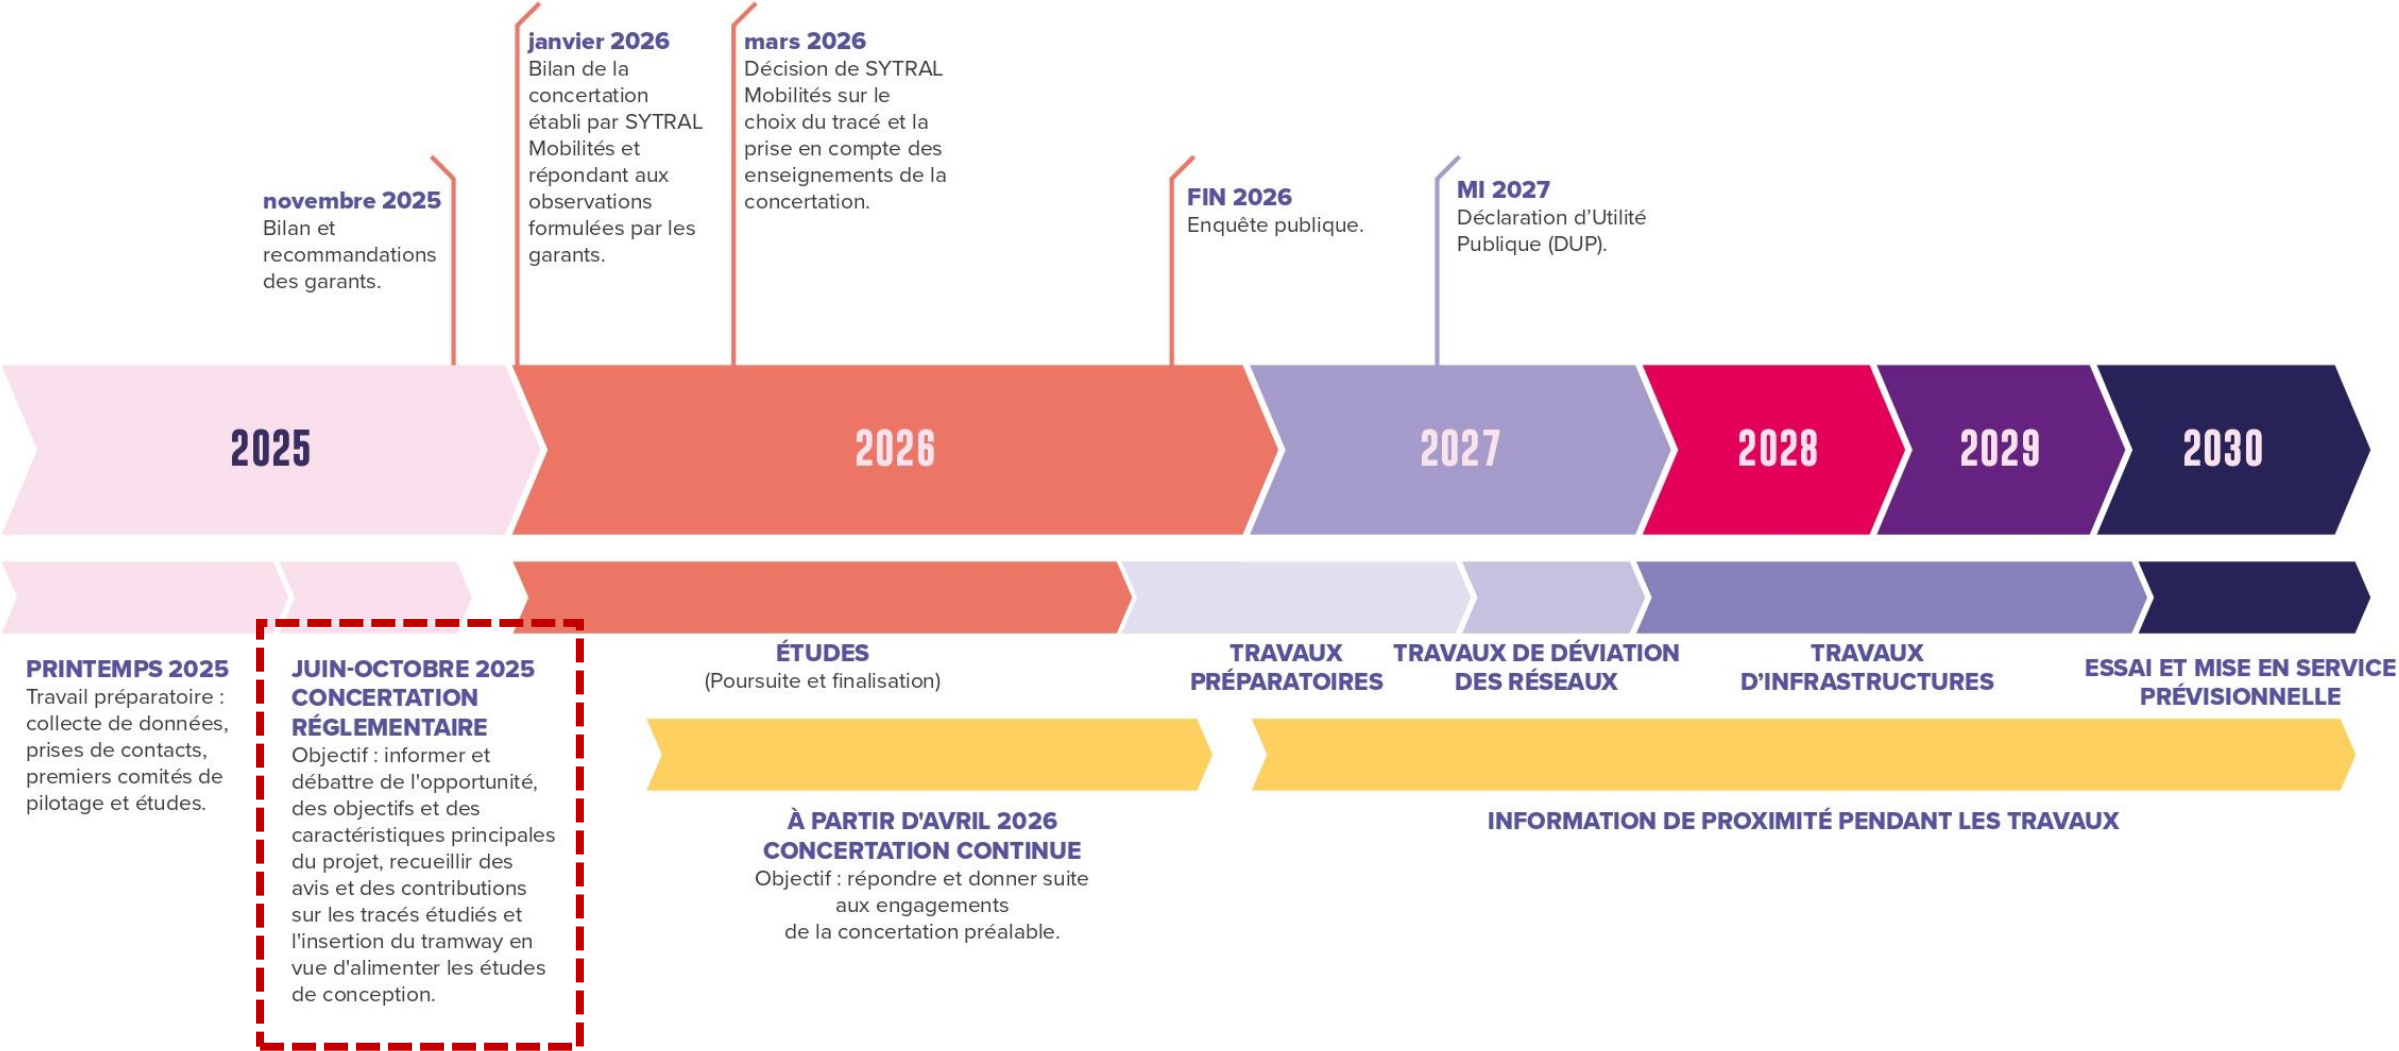 janvier 2026
Bilan de la
concertation
établi par SYTRAL
Mobilités et
répondant aux
observations
formulées par les
garants.
mars 2026
Décision de SYTRAL
Mobilités sur le
choix du tracé et la
prise en compte des
enseignements de la
concertation.
novembre 2025
Bilan et
recommandations
des garants.
FIN 2026
Enquête publique.
MI 2027
Déclaration d’Utilité
Publique (DUP).
2025
2026
2027
2028
2029
2030
PRINTEMPS 2025
Travail préparatoire :
collecte de données,
prises de contacts,
premiers comités de
pilotage et études.
JUIN-OCTOBRE 2025
CONCERTATION
RÉGLEMENTAIRE
Objectif : informer et
débattre de l'opportunité,
des objectifs et des
caractéristiques principales
du projet, recueillir des
avis et des contributions
sur les tracés étudiés et
l'insertion du tramway en
vue d'alimenter les études
de conception.
ÉTUDES
(Poursuite et finalisation)
TRAVAUX
PRÉPARATOIRES
TRAVAUX DE DÉVIATION
DES RÉSEAUX
TRAVAUX
D’INFRASTRUCTURES
ESSAI ET MISE EN SERVICE
PRÉVISIONNELLE
À PARTIR D'AVRIL 2026
CONCERTATION CONTINUE
Objectif : répondre et donner suite
aux engagements
de la concertation préalable.
INFORMATION DE PROXIMITÉ PENDANT LES TRAVAUX